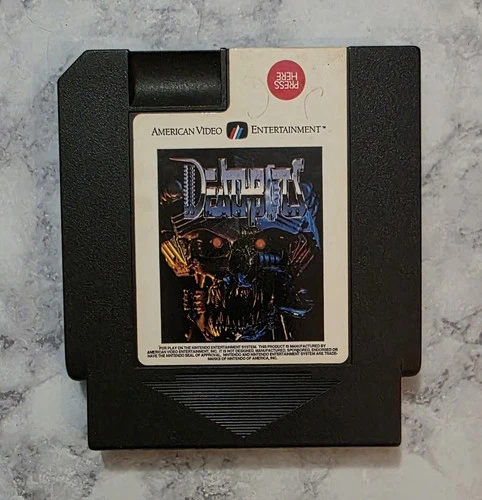 PRESS
HERE
AMERICAN VIDEO ENTERTAINMENT™
DEATHBOTS
FOR PLAY ON THE NINTENDO ENTERTAINMENT SYSTEM. THIS PRODUCT IS MANUFACTURED BY
AMERICAN VIDEO ENTERTAINMENT, INC. IT IS NOT DESIGNED, MANUFACTURED, SPONSORED, ENDORSED OR
HAVE THE NINTENDO SEAL OF APPROVAL. NINTENDO AND NINTENDO ENTERTAINMENT SYSTEM ARE TRADE-
MARKS OF NINTENDO OF AMERICA, INC.